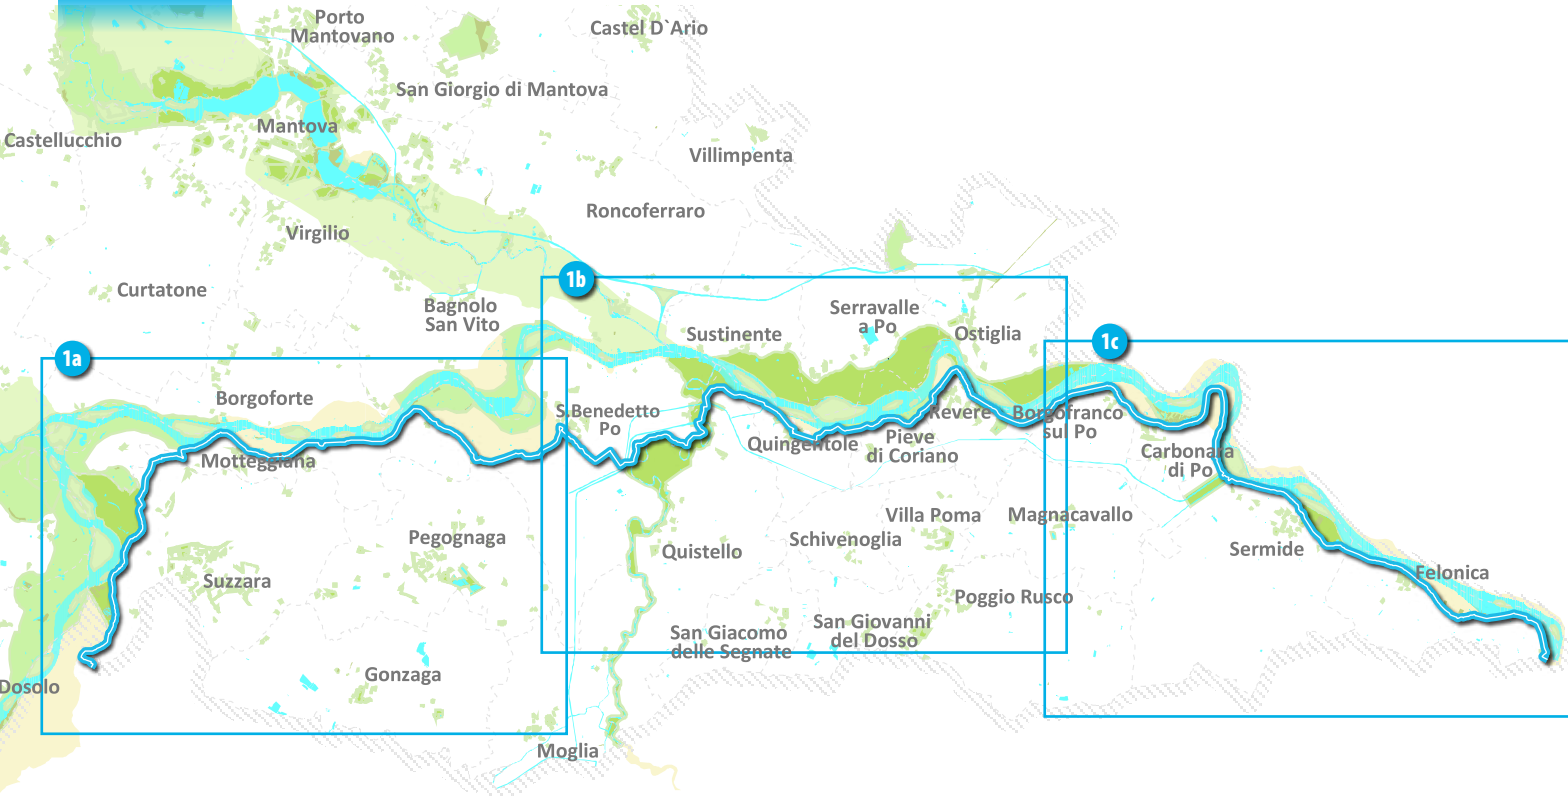 Porto
Mantovano
Castel D`Ario
San Giorgio di Mantova
Mantova
Castellucchio
Villimpenta
Roncoferraro
Virgilio
1b
Curtatone
Bagnolo
San Vito
Serravalle
a Po
Sustinente
Ostiglia
1c
1a
Borgoforte
S.Benedetto
Po
Revere
Borgofranco
sul Po
Quingentole
Pieve
di Coriano
Carbonara
di Po
Motteggiana
Villa Poma
Magnacavallo
Pegognaga
Schivenoglia
Quistello
Sermide
Suzzara
Felonica
Poggio Rusco
San Giacomo
delle Segnate
San Giovanni
del Dosso
Gonzaga
Dosolo
Moglia